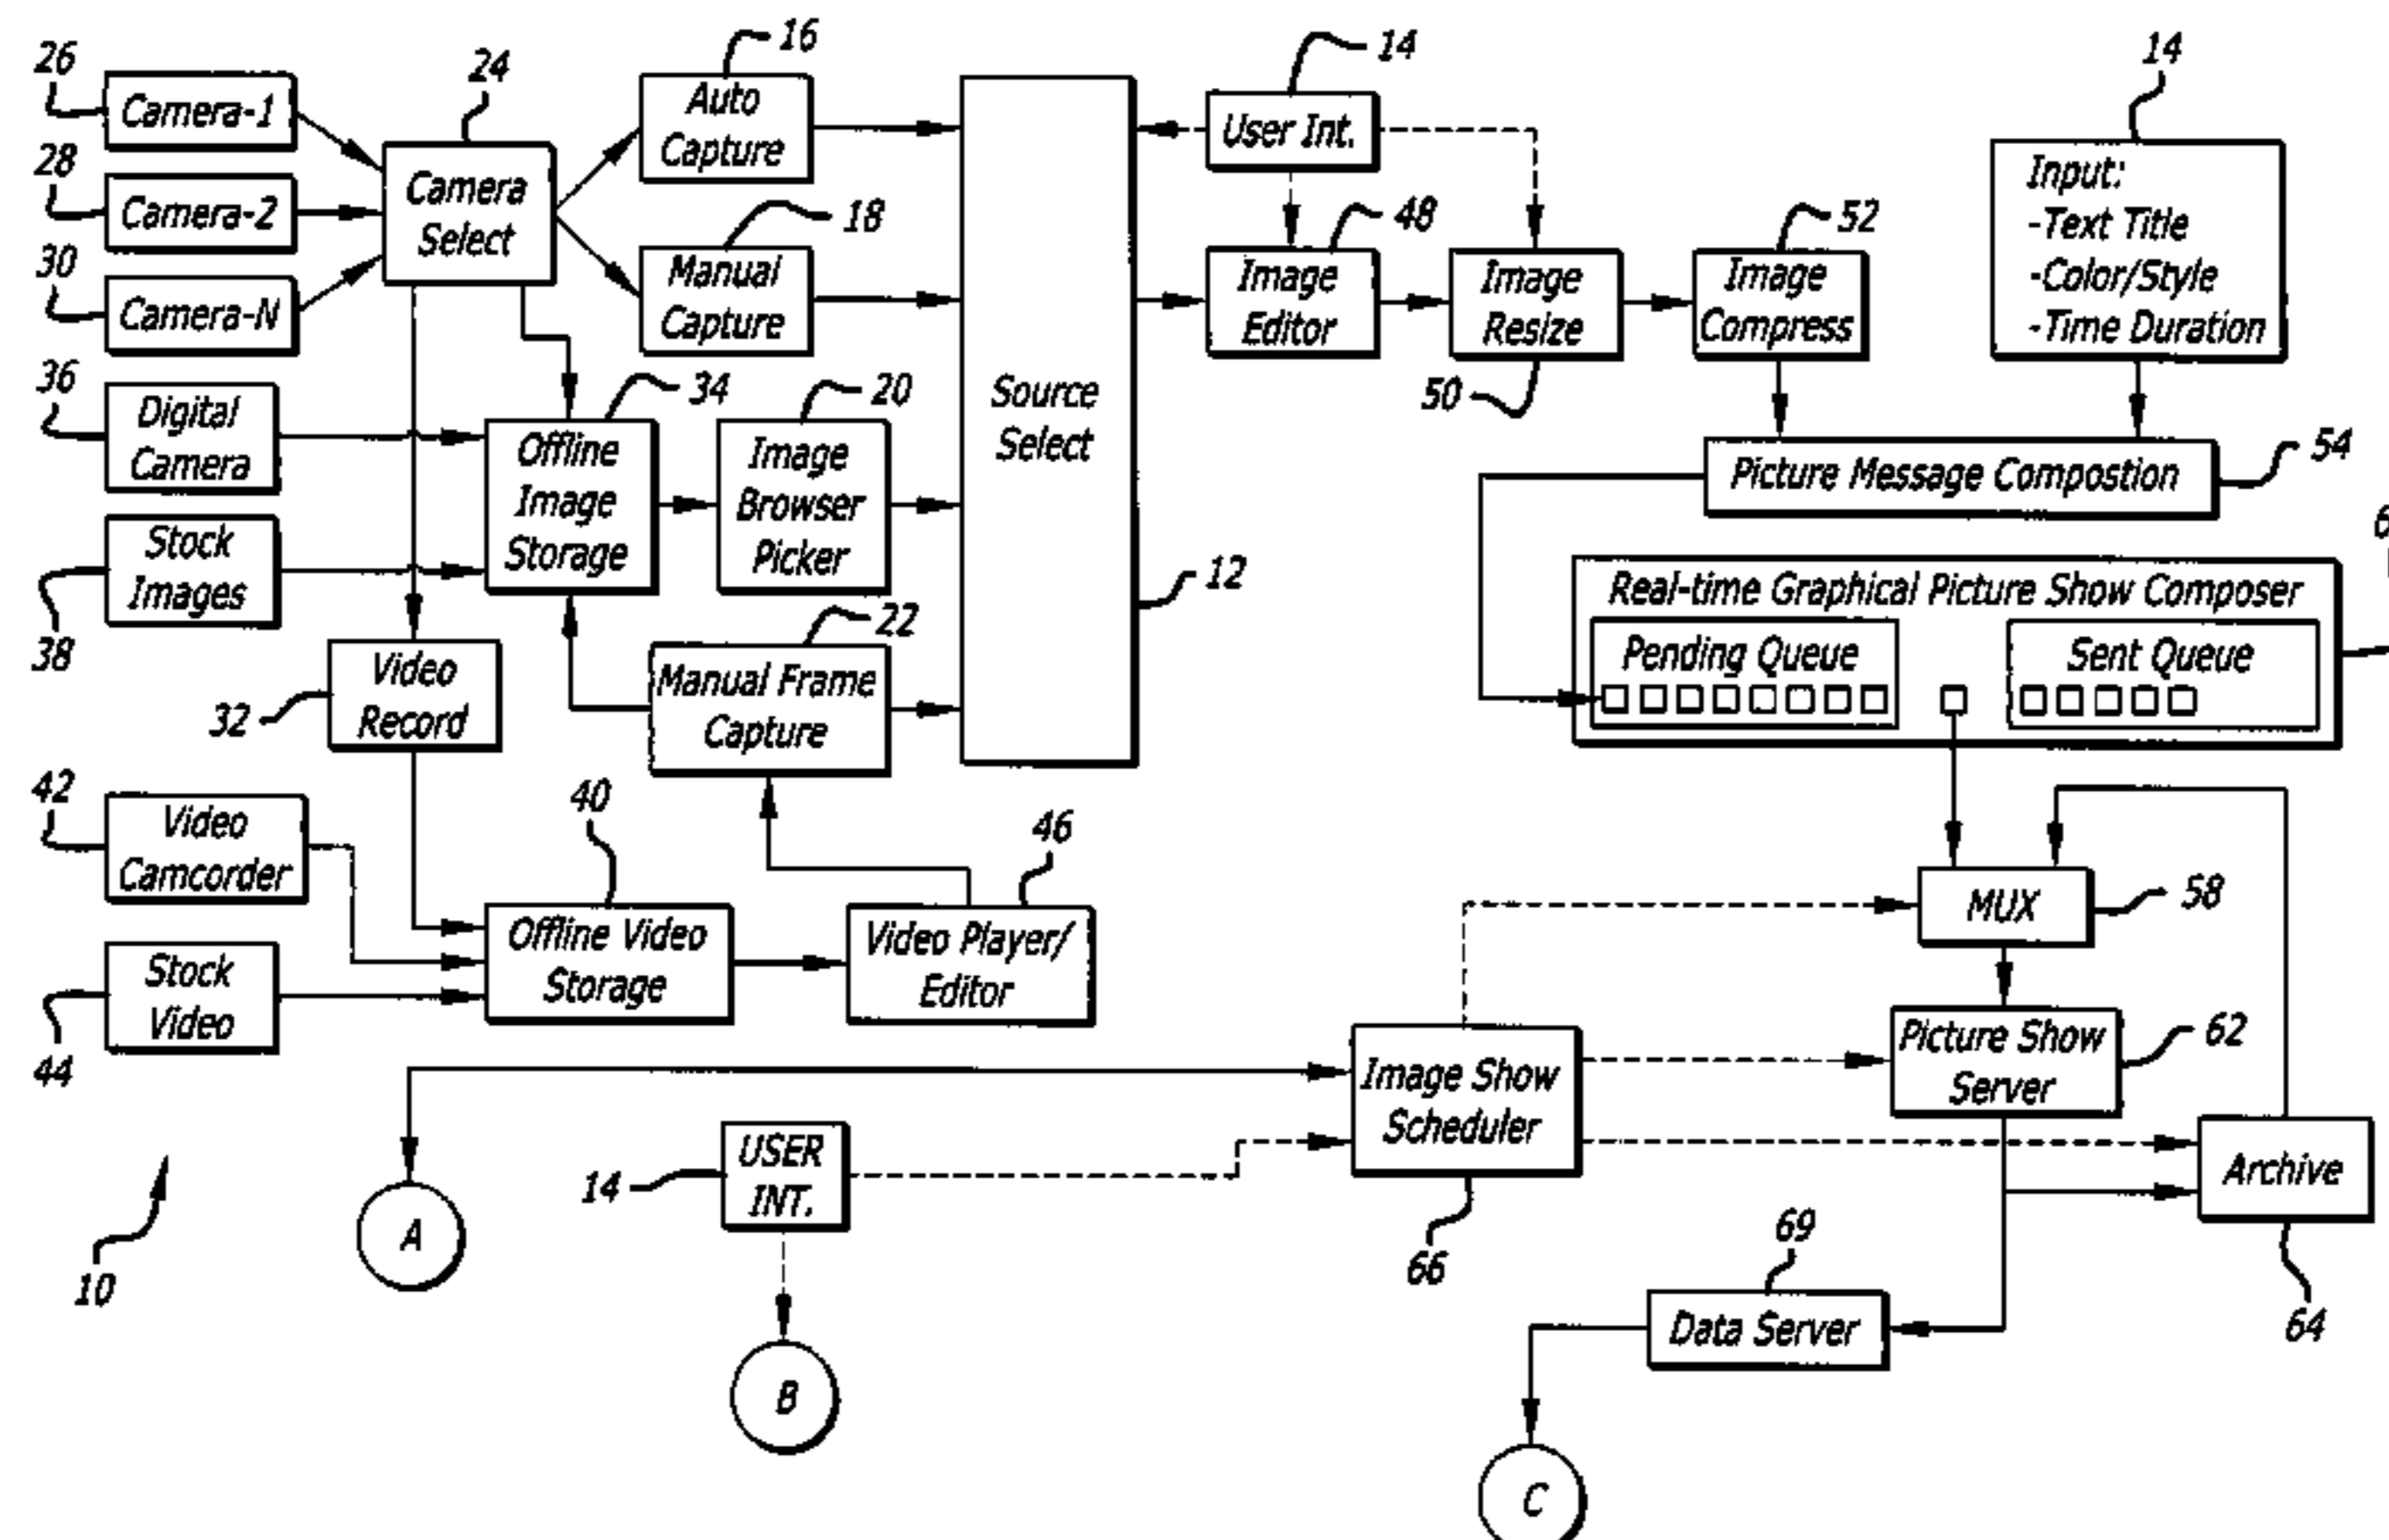 26
Camera-1
28
Camera-2
30
Camera-N
24
Camera
Select
16
Auto
Capture
18
Manual
Capture
36
Digital
Camera
38
Stock
Images
34
Offline
Image
Storage
20
Image
Browser
Picker
22
Manual Frame
Capture
Source
Select
12
14
User Int.
48
Image
Editor
50
Image
Resize
52
Image
Compress
14
Input:
-Text Title
-Color/Style
-Time Duration
Picture Message Compostion
54
6
Real-time Graphical Picture Show Composer
Pending Queue
Sent Queue
32
Video
Record
42
Video
Camcorder
44
Stock
Video
40
Offline Video
Storage
46
Video Player/
Editor
MUX
58
Picture Show
Server
62
Image Show
Scheduler
66
14
USER
INT.
Archive
64
69
Data Server
10
A
B
C